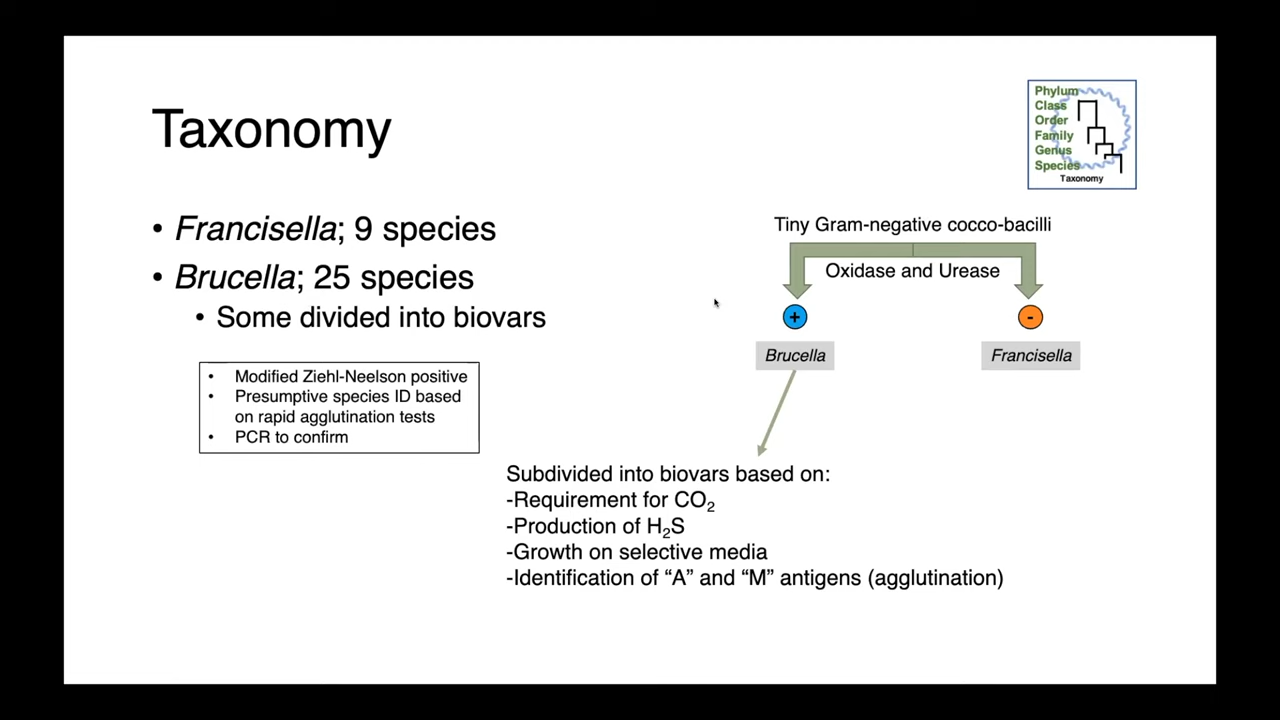 Taxonomy
Phylum
Class
Order
Family
Genus
Species
Taxonomy
• Francisella; 9 species
• Brucella; 25 species
• Some divided into biovars
• Modified Ziehl-Neelson positive
• Presumptive species ID based
on rapid agglutination tests
• PCR to confirm
Tiny Gram-negative cocco-bacilli
Oxidase and Urease
+ -
Brucella Francisella
Subdivided into biovars based on:
-Requirement for CO₂
-Production of H₂S
-Growth on selective media
-Identification of “A” and “M” antigens (agglutination)